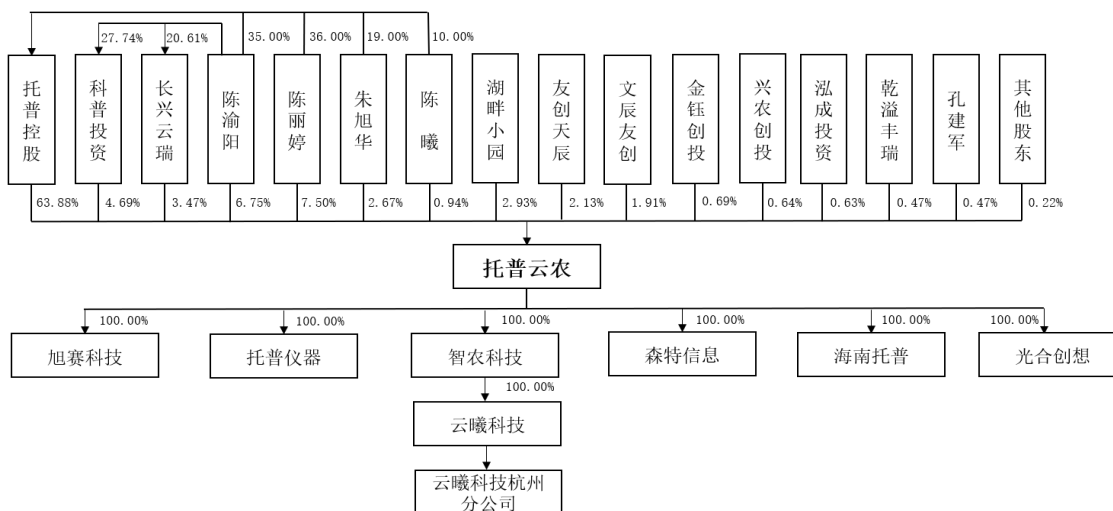 27.74% 20.61% 35.00% 36.00% 19.00% 10.00%
托普控股
科普投资
长兴云瑞
陈渝阳
陈丽婷
朱旭华
陈曦
湖畔小园
友创天辰
文辰友创
金钰创投
兴农创投
泓成投资
乾溢丰瑞
孔建军
其他股东
63.88% 4.69% 3.47% 6.75% 7.50% 2.67% 0.94% 2.93% 2.13% 1.91% 0.69% 0.64% 0.63% 0.47% 0.47% 0.22%
托普云农
100.00% 100.00% 100.00% 100.00% 100.00% 100.00%
旭赛科技 托普仪器 智农科技 森特信息 海南托普 光合创想
100.00%
云曦科技
云曦科技杭州
分公司